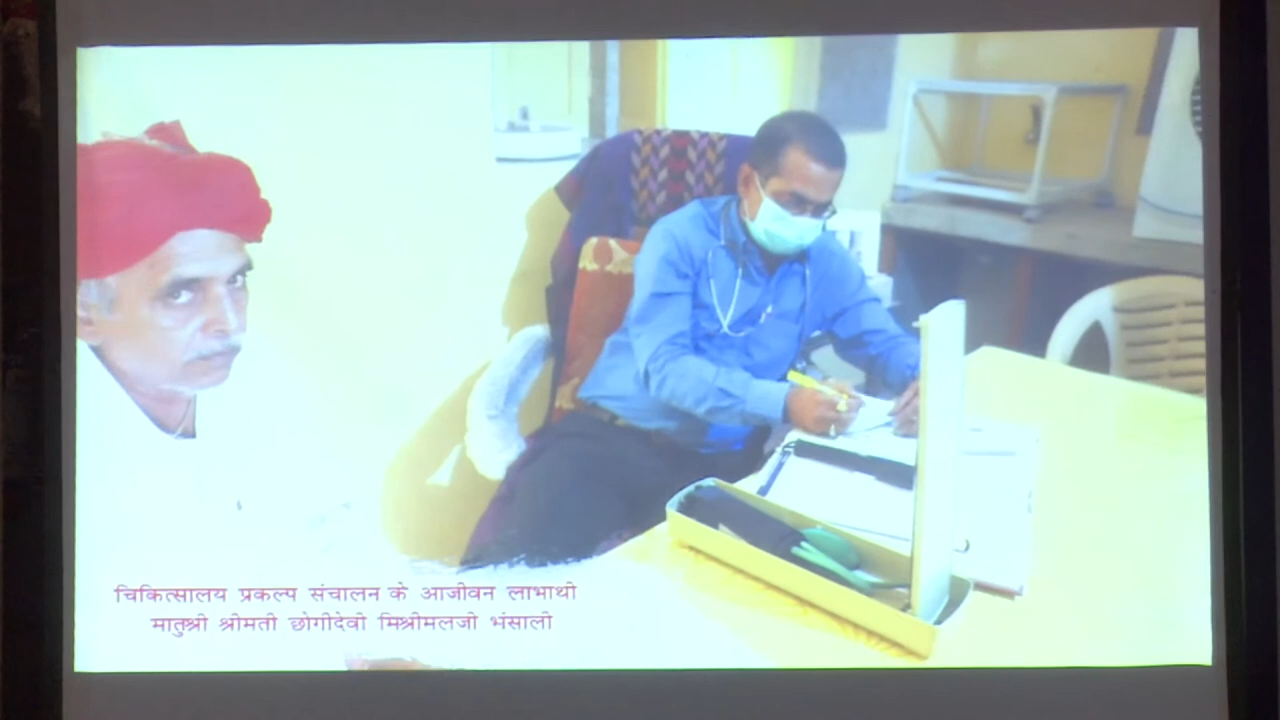 चिकित्सालय प्रकल्प संचालन के आजीवन लाभार्थी
मातुश्री श्रीमती छोगीदेवी मिश्रीमलजी भंसाली